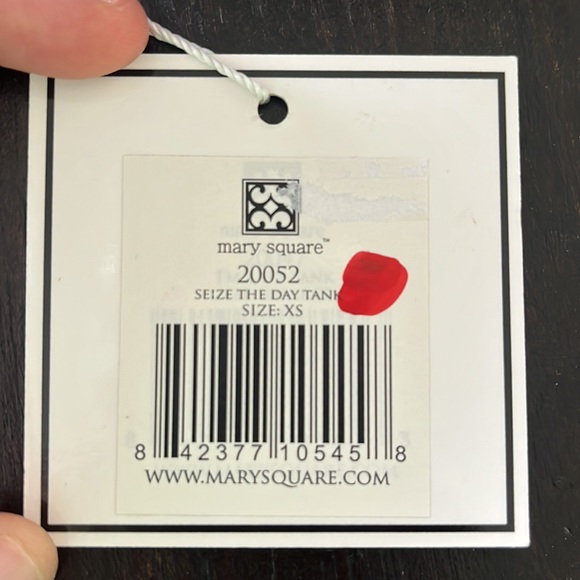 mary square™
20052
SEIZE THE DAY TANK
SIZE: XS
8 42377 10545 8
WWW.MARYSQUARE.COM